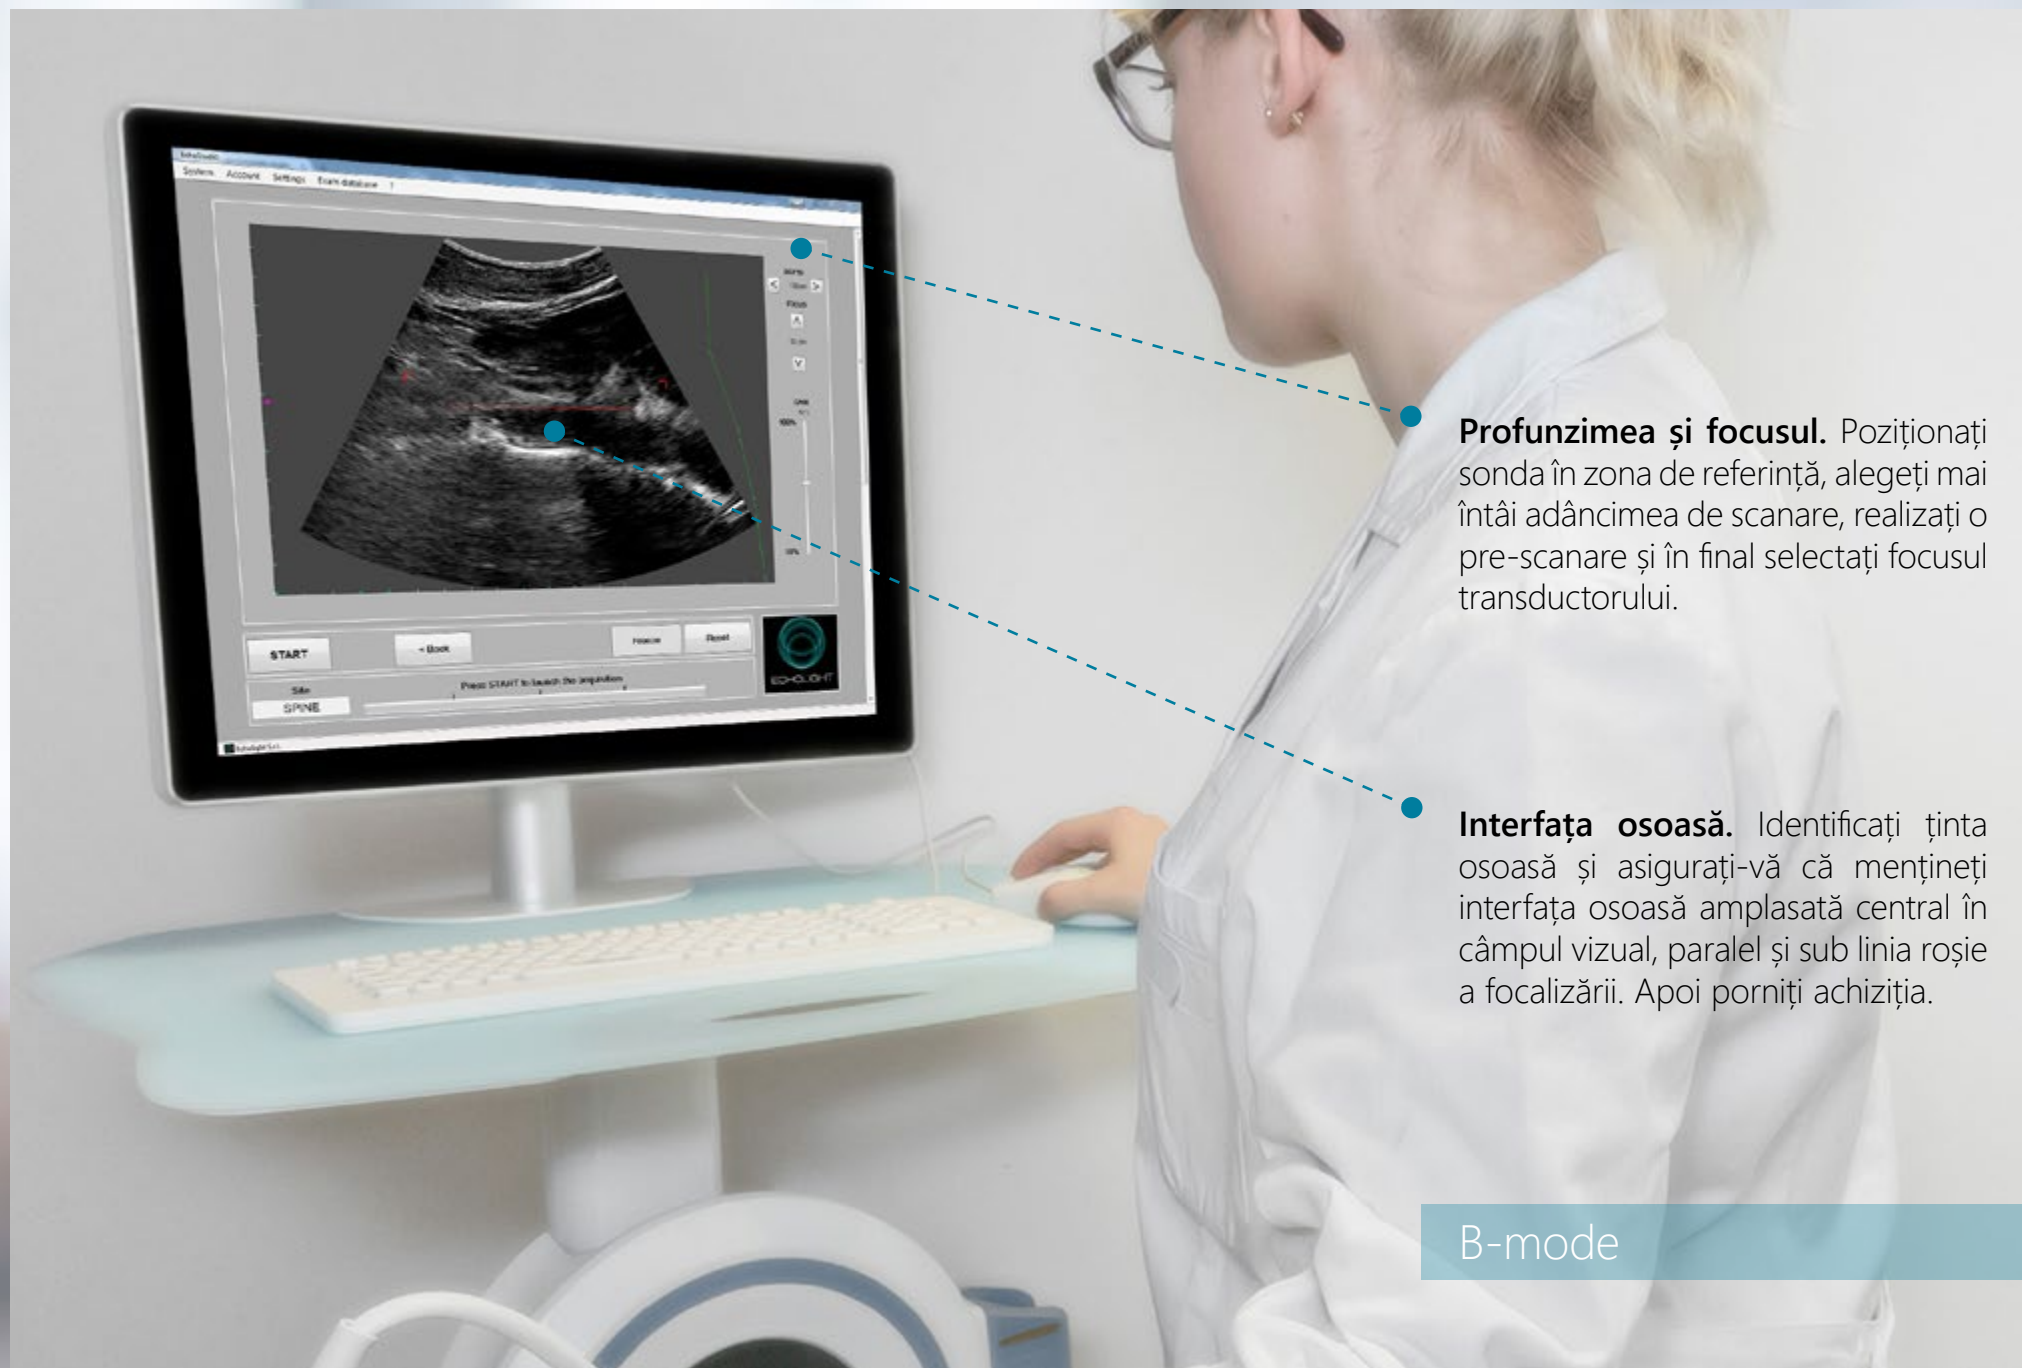 System Account Settings Exam database ?
DEPTH
FOCUS
100%
START
< Back
Reset
Site
SPINE
Press START to launch the acquisition
ECHOLIGHT
Profunzimea și focusul. Poziționați
sonda în zona de referință, alegeți mai
întâi adâncimea de scanare, realizați o
pre-scanare și în final selectați focusul
transductorului.
Interfața osoasă. Identificați ținta
osoasă și asigurați-vă că mențineți
interfața osoasă amplasată central în
câmpul vizual, paralel și sub linia roșie
a focalizării. Apoi porniți achiziția.
B-mode